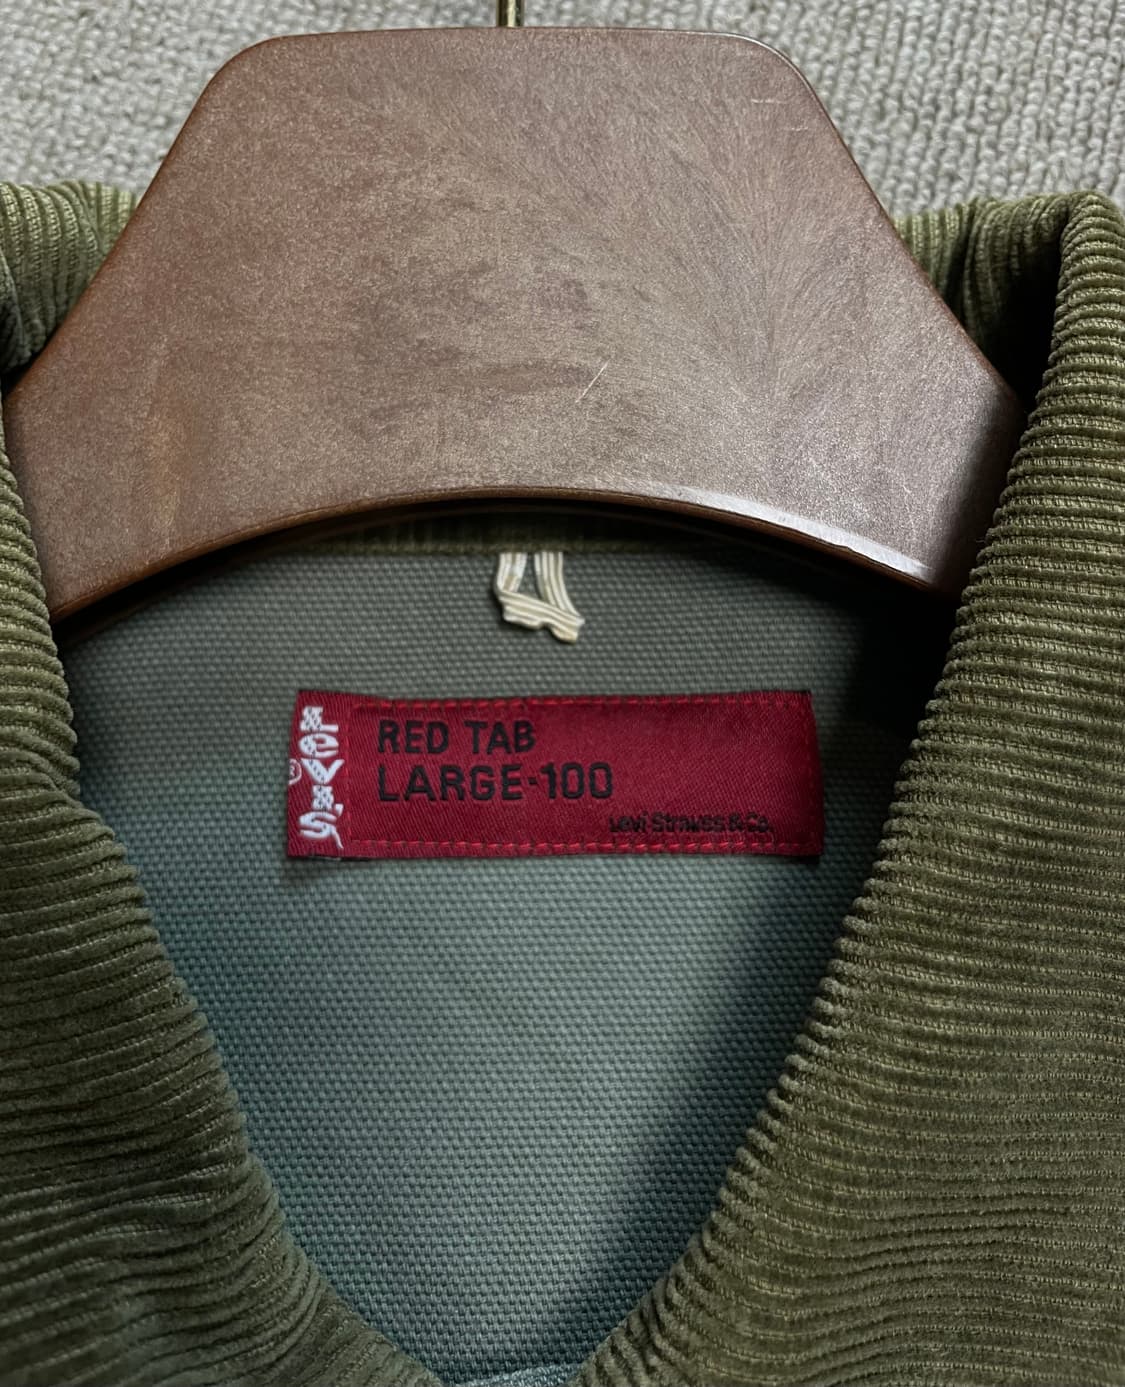 LEVI'S
®
RED TAB
LARGE-100
Levi Strauss & Co.